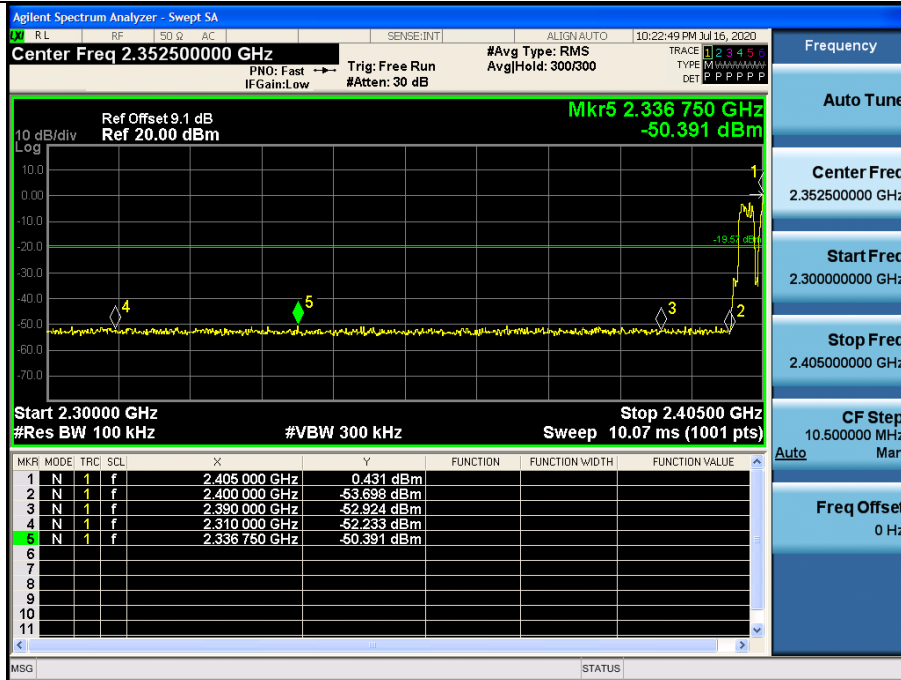 Agilent Spectrum Analyzer - Swept SA
LXI RL RF 50 Ω AC SENSE:INT ALIGN AUTO 10:22:49 PM Jul 16, 2020
Center Freq 2.352500000 GHz
PNO: Fast
IFGain:Low
Trig: Free Run
#Atten: 30 dB
#Avg Type: RMS
Avg|Hold: 300/300
TRACE 1 2 3 4 5 6
TYPE M W W W W W
DET P P P P P P
Ref Offset 9.1 dB
Ref 20.00 dBm
10 dB/div
Log
Mkr5 2.336 750 GHz
-50.391 dBm
10.0
0.00
-10.0
-20.0
-30.0
-40.0
-50.0
-60.0
-70.0
1
-19.57 dBm
4
5
3
2
Start 2.30000 GHz
Stop 2.40500 GHz
#Res BW 100 kHz
#VBW 300 kHz
Sweep 10.07 ms (1001 pts)
MKR MODE TRC SCL X Y FUNCTION FUNCTION WIDTH FUNCTION VALUE
1 N 1 f 2.405 000 GHz 0.431 dBm
2 N 1 f 2.400 000 GHz -53.698 dBm
3 N 1 f 2.390 000 GHz -52.924 dBm
4 N 1 f 2.310 000 GHz -52.233 dBm
5 N 1 f 2.336 750 GHz -50.391 dBm
6
7
8
9
10
11
MSG
STATUS
Frequency
Auto Tune
Center Freq
2.352500000 GHz
Start Freq
2.300000000 GHz
Stop Freq
2.405000000 GHz
CF Step
10.500000 MHz
Auto Man
Freq Offset
0 Hz